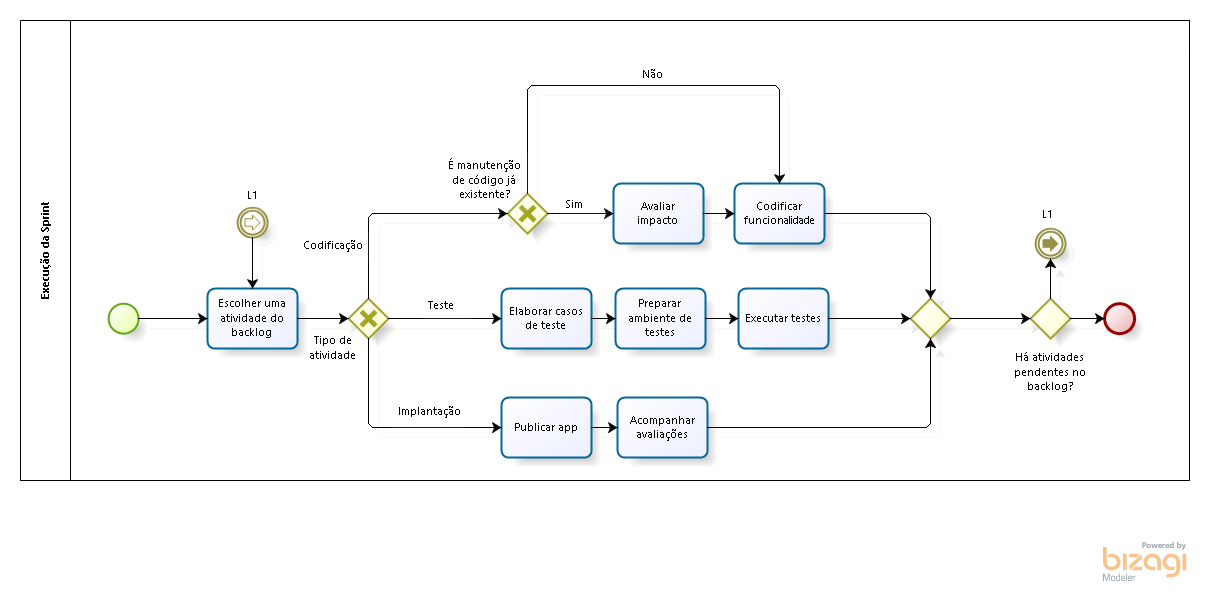 Execução da Sprint
L1
Escolher uma
atividade do
backlog
Tipo de
atividade
Codificação
É manutenção
de código já
existente?
Não
Sim
Avaliar
impacto
Codificar
funcionalidade
Teste
Elaborar casos
de teste
Preparar
ambiente de
testes
Executar testes
Implantação
Publicar app
Acompanhar
avaliações
L1
Há atividades
pendentes no
backlog?
Powered by
bizagi
Modeler